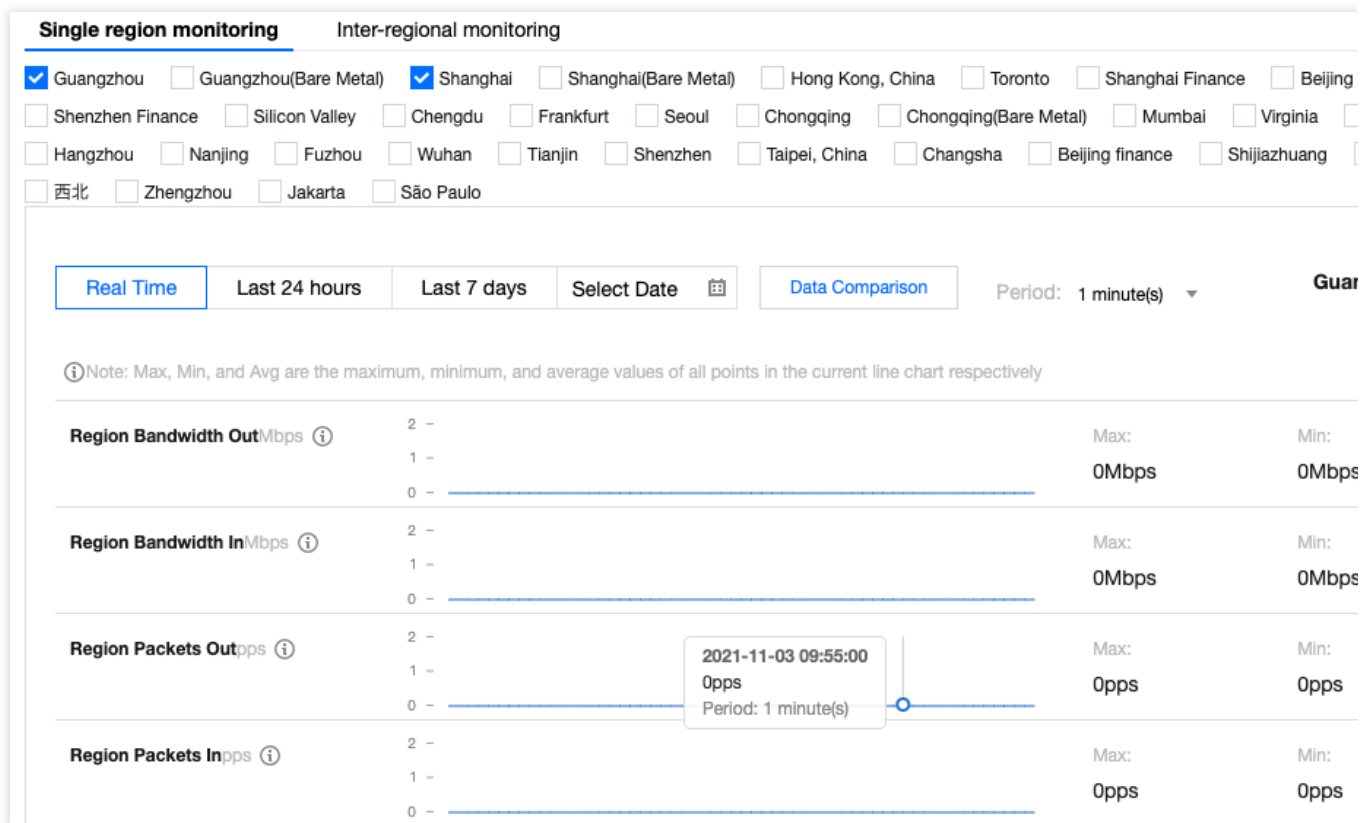 Single region monitoring Inter-regional monitoring
Guangzhou Guangzhou(Bare Metal) Shanghai Shanghai(Bare Metal) Hong Kong, China Toronto Shanghai Finance Beijing
Shenzhen Finance Silicon Valley Chengdu Frankfurt Seoul Chongqing Chongqing(Bare Metal) Mumbai Virginia
Hangzhou Nanjing Fuzhou Wuhan Tianjin Shenzhen Taipei, China Changsha Beijing finance Shijiazhuang
西北 Zhengzhou Jakarta São Paulo
Real Time Last 24 hours Last 7 days Select Date Data Comparison Period: 1 minute(s) Guan
Note: Max, Min, and Avg are the maximum, minimum, and average values of all points in the current line chart respectively
Region Bandwidth OutMbps 2 Max: Min:
1 0Mbps 0Mbps
0
Region Bandwidth InMbps 2 Max: Min:
1 0Mbps 0Mbps
0
Region Packets Outpps 2 2021-11-03 09:55:00 Max: Min:
1 0pps 0pps 0pps
0 Period: 1 minute(s)
Region Packets Inpps 2 Max: Min:
1 0pps 0pps
0